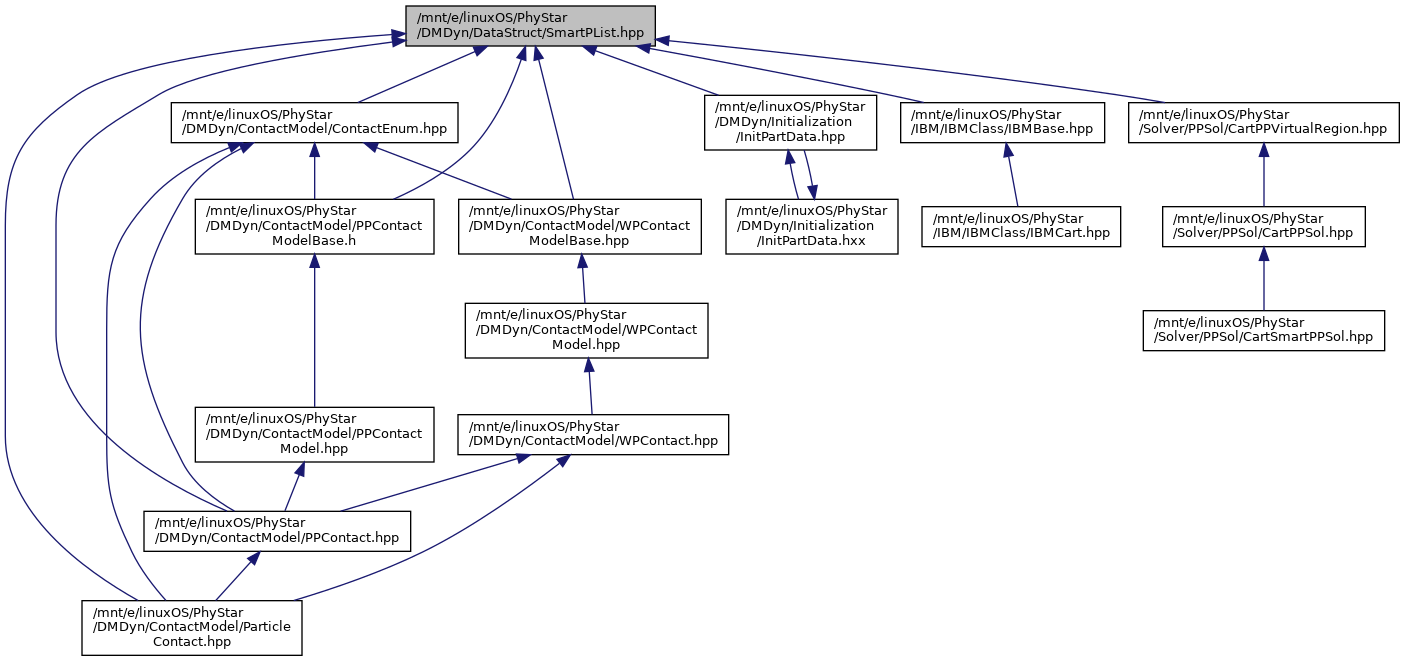 /mnt/e/linuxOS/PhyStar
/DMDyn/DataStruct/SmartPList.hpp
/mnt/e/linuxOS/PhyStar
/DMDyn/ContactModel/ContactEnum.hpp
/mnt/e/linuxOS/PhyStar
/DMDyn/Initialization
/InitPartData.hpp
/mnt/e/linuxOS/PhyStar
/IBM/IBMClass/IBMBase.hpp
/mnt/e/linuxOS/PhyStar
/Solver/PPSol/CartPPVirtualRegion.hpp
/mnt/e/linuxOS/PhyStar
/DMDyn/ContactModel/PPContact
ModelBase.h
/mnt/e/linuxOS/PhyStar
/DMDyn/ContactModel/WPContact
ModelBase.hpp
/mnt/e/linuxOS/PhyStar
/DMDyn/Initialization
/InitPartData.hxx
/mnt/e/linuxOS/PhyStar
/IBM/IBMClass/IBMCart.hpp
/mnt/e/linuxOS/PhyStar
/Solver/PPSol/CartPPSol.hpp
/mnt/e/linuxOS/PhyStar
/DMDyn/ContactModel/WPContact
Model.hpp
/mnt/e/linuxOS/PhyStar
/Solver/PPSol/CartSmartPPSol.hpp
/mnt/e/linuxOS/PhyStar
/DMDyn/ContactModel/PPContact
Model.hpp
/mnt/e/linuxOS/PhyStar
/DMDyn/ContactModel/WPContact.hpp
/mnt/e/linuxOS/PhyStar
/DMDyn/ContactModel/PPContact.hpp
/mnt/e/linuxOS/PhyStar
/DMDyn/ContactModel/Particle
Contact.hpp